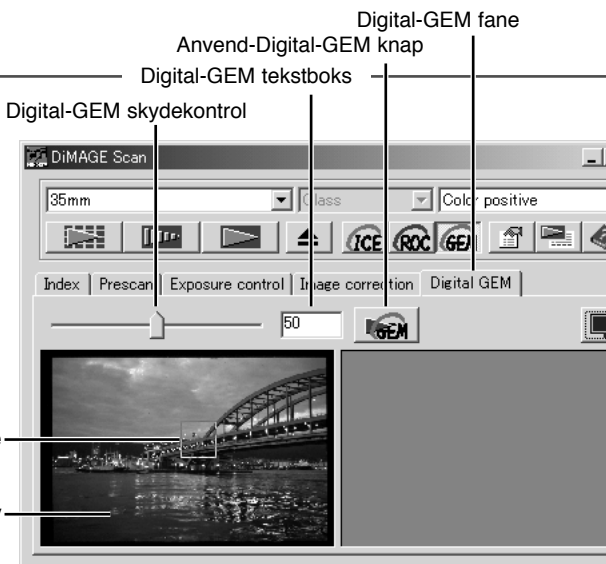 Digital-GEM fane
Anvend-Digital-GEM knap
Digital-GEM tekstboks
Digital-GEM skydekontrol
DiMAGE Scan
35mm Glass Color positive
ICE ROC GEM
Index Prescan Exposure control Image correction Digital GEM
50 GEM